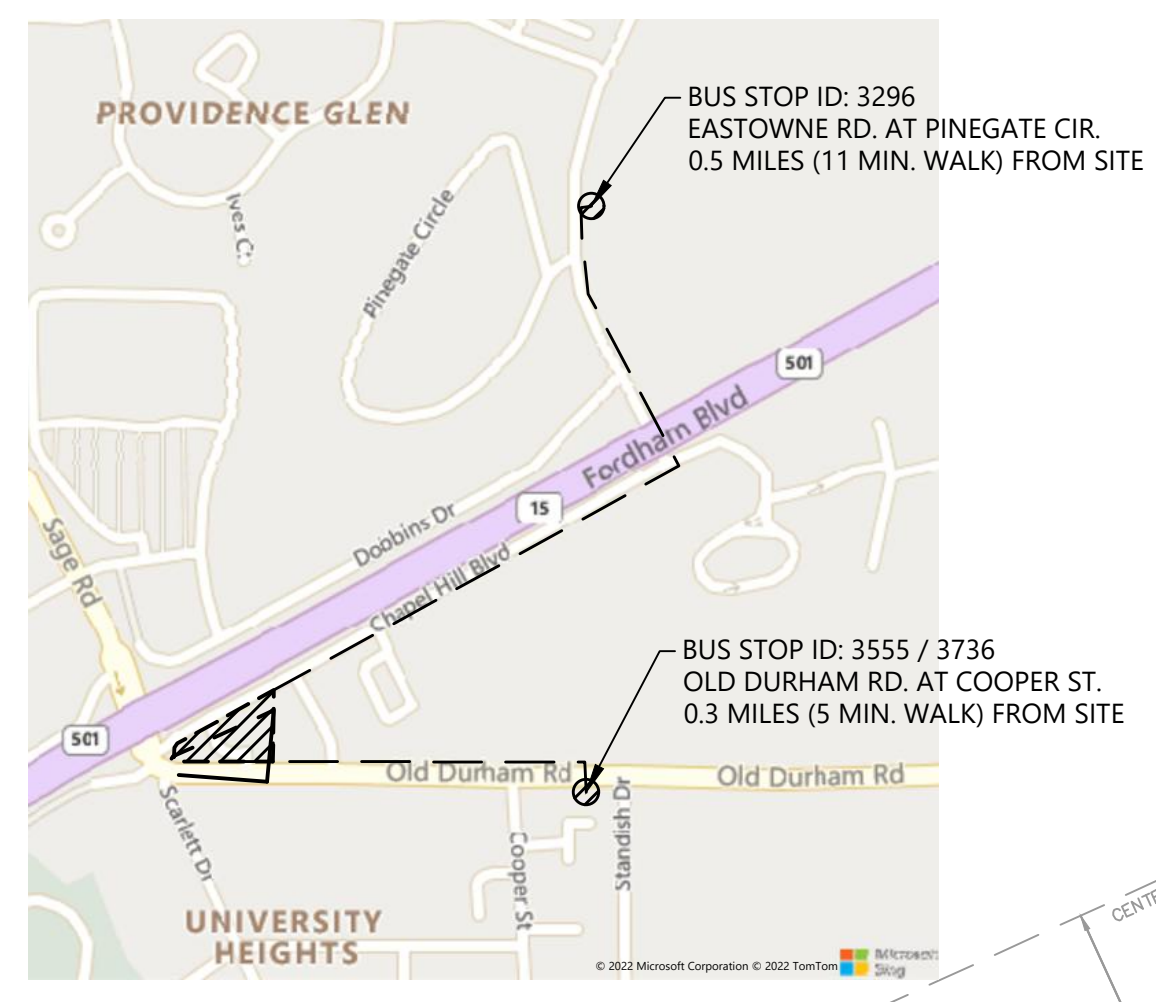 BUS STOP ID: 3296
EASTOWNE RD. AT PINEGATE CIR.
0.5 MILES (11 MIN. WALK) FROM SITE
PROVIDENCE GLEN
Ives Ct
Pinegate Circle
501
Fordham Blvd
15
Dobbins Dr
Sage Rd
Chapel Hill Blvd
BUS STOP ID: 3555 / 3736
OLD DURHAM RD. AT COOPER ST.
0.3 MILES (5 MIN. WALK) FROM SITE
501
Old Durham Rd
Old Durham Rd
Scarlett Dr
Cooper St
Standish Dr
UNIVERSITY
HEIGHTS
© 2022 Microsoft Corporation © 2022 TomTom
Microsoft
Bing